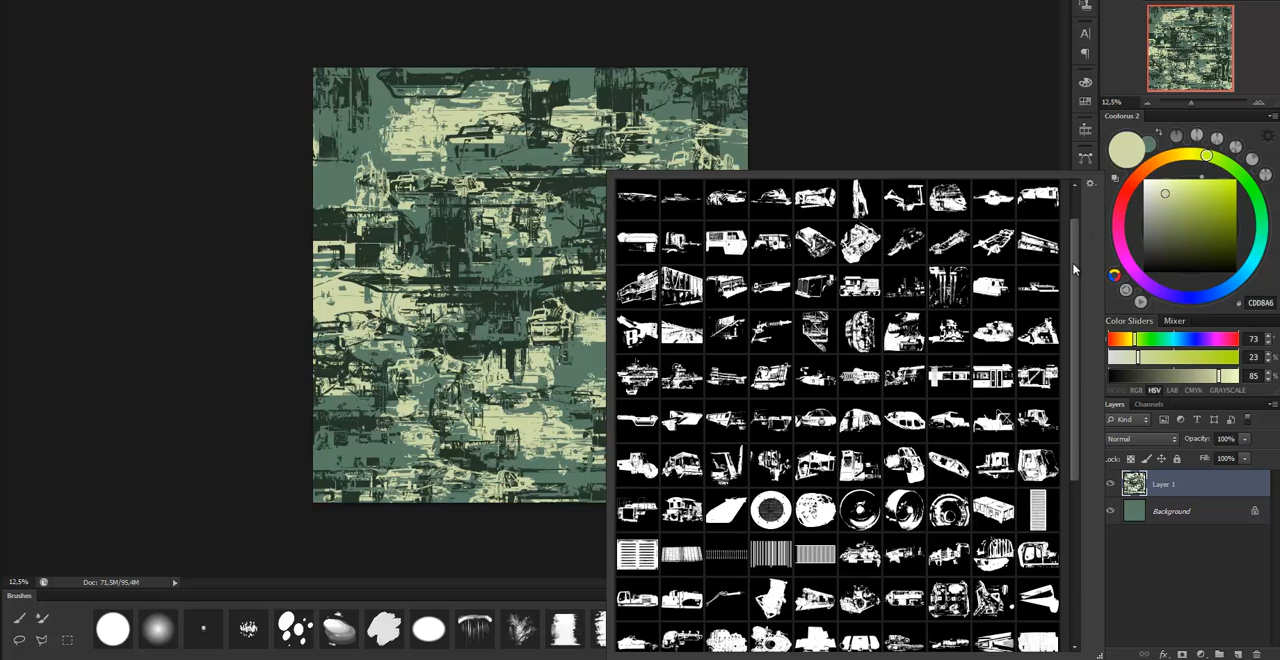 12,5%
Coolorus 2
# CDD8A6
Color Sliders Mixer
73 °
23 %
85 %
RGB HSV LAB CMYK GRAYSCALE
Layers Channels
Kind
Normal Opacity: 100%
Lock: Fill: 100%
Layer 1
Background
12,5% Doc: 71,5M/95,4M
Brushes